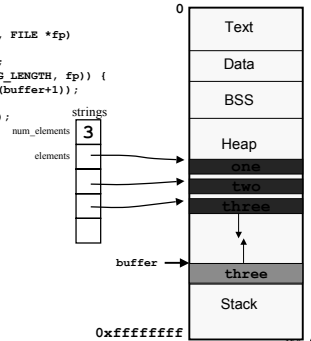 0
, FILE *fp)
;
G_LENGTH, fp)) {
(buffer+1));
);
strings
num_elements
3
elements
Text
Data
BSS
Heap
one
two
three
buffer
three
Stack
0xffffffff